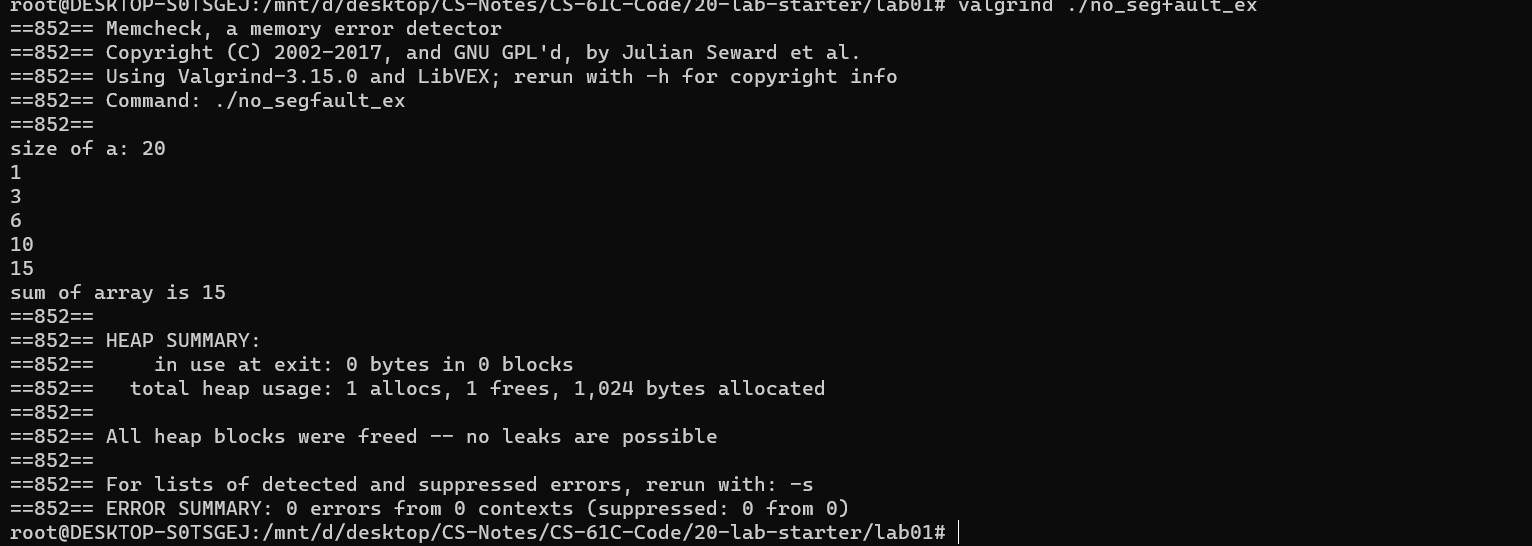 root@DESKTOP-S0TSGEJ:/mnt/d/desktop/CS-Notes/CS-61C-Code/20-lab-starter/lab01# valgrind ./no_segfault_ex
==852== Memcheck, a memory error detector
==852== Copyright (C) 2002-2017, and GNU GPL'd, by Julian Seward et al.
==852== Using Valgrind-3.15.0 and LibVEX; rerun with -h for copyright info
==852== Command: ./no_segfault_ex
==852==
size of a: 20
1
3
6
10
15
sum of array is 15
==852==
==852== HEAP SUMMARY:
==852==     in use at exit: 0 bytes in 0 blocks
==852==   total heap usage: 1 allocs, 1 frees, 1,024 bytes allocated
==852==
==852== All heap blocks were freed -- no leaks are possible
==852==
==852== For lists of detected and suppressed errors, rerun with: -s
==852== ERROR SUMMARY: 0 errors from 0 contexts (suppressed: 0 from 0)
root@DESKTOP-S0TSGEJ:/mnt/d/desktop/CS-Notes/CS-61C-Code/20-lab-starter/lab01#